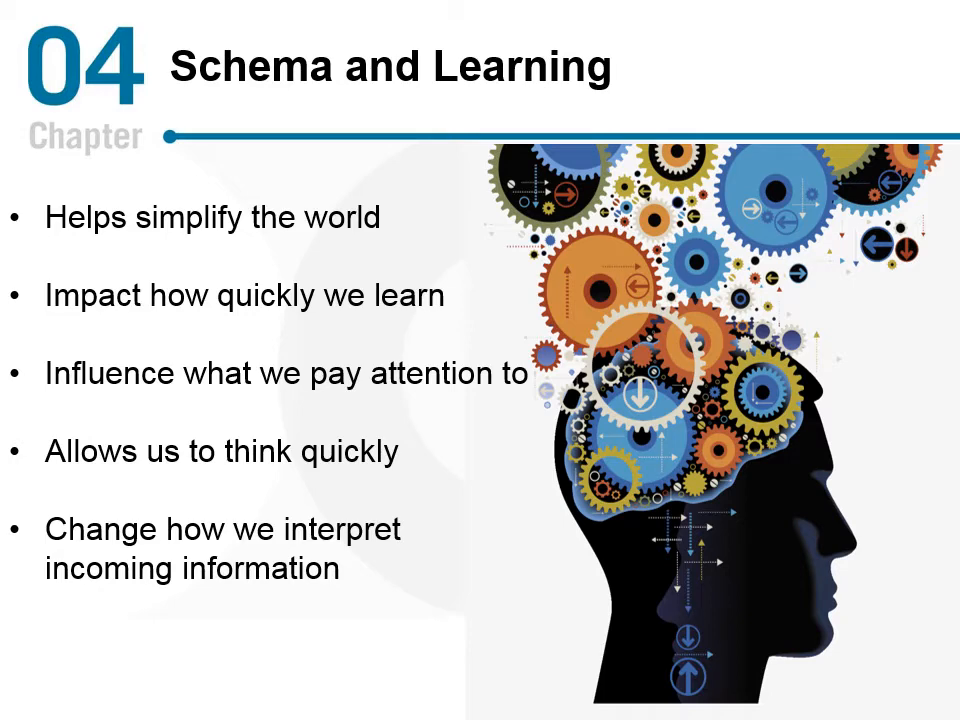 04
Chapter
Schema and Learning
• Helps simplify the world
• Impact how quickly we learn
• Influence what we pay attention to
• Allows us to think quickly
• Change how we interpret
incoming information